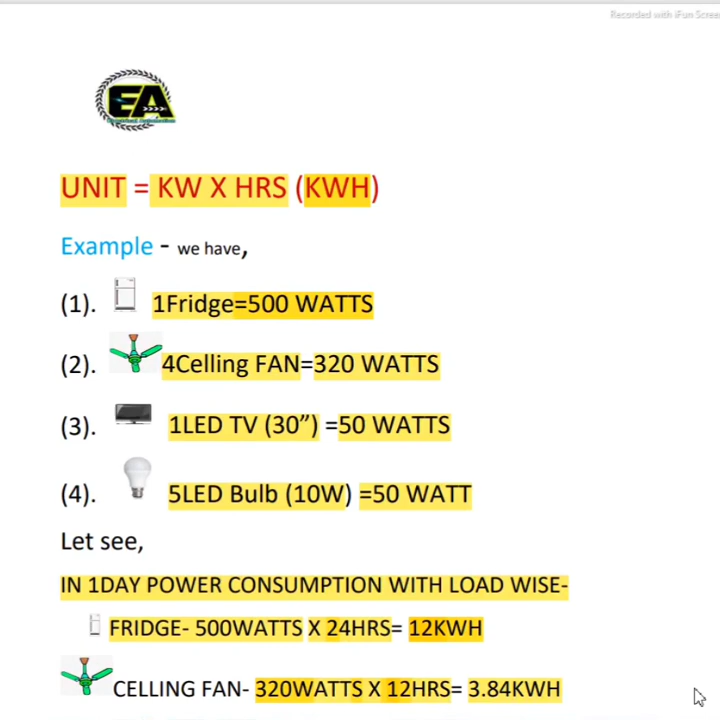 Recorded with iFun Scree
EA
UNIT = KW X HRS (KWH)
Example - we have,
(1). 1Fridge=500 WATTS
(2). 4Celling FAN=320 WATTS
(3). 1LED TV (30”) =50 WATTS
(4). 5LED Bulb (10W) =50 WATT
Let see,
IN 1DAY POWER CONSUMPTION WITH LOAD WISE-
FRIDGE- 500WATTS X 24HRS= 12KWH
CELLING FAN- 320WATTS X 12HRS= 3.84KWH